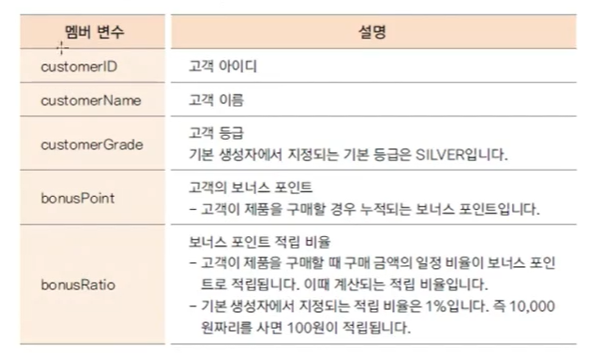 멤버 변수 설명
customerID 고객 아이디
customerName 고객 이름
customerGrade 고객 등급
기본 생성자에서 지정되는 기본 등급은 SILVER입니다.
bonusPoint 고객의 보너스 포인트
- 고객이 제품을 구매할 경우 누적되는 보너스 포인트입니다.
bonusRatio 보너스 포인트 적립 비율
- 고객이 제품을 구매할 때 구매 금액의 일정 비율이 보너스 포인
트로 적립됩니다. 이때 계산되는 적립 비율입니다.
- 기본 생성자에서 지정되는 적립 비율은 1%입니다. 즉 10,000
원짜리를 사면 100원이 적립됩니다.